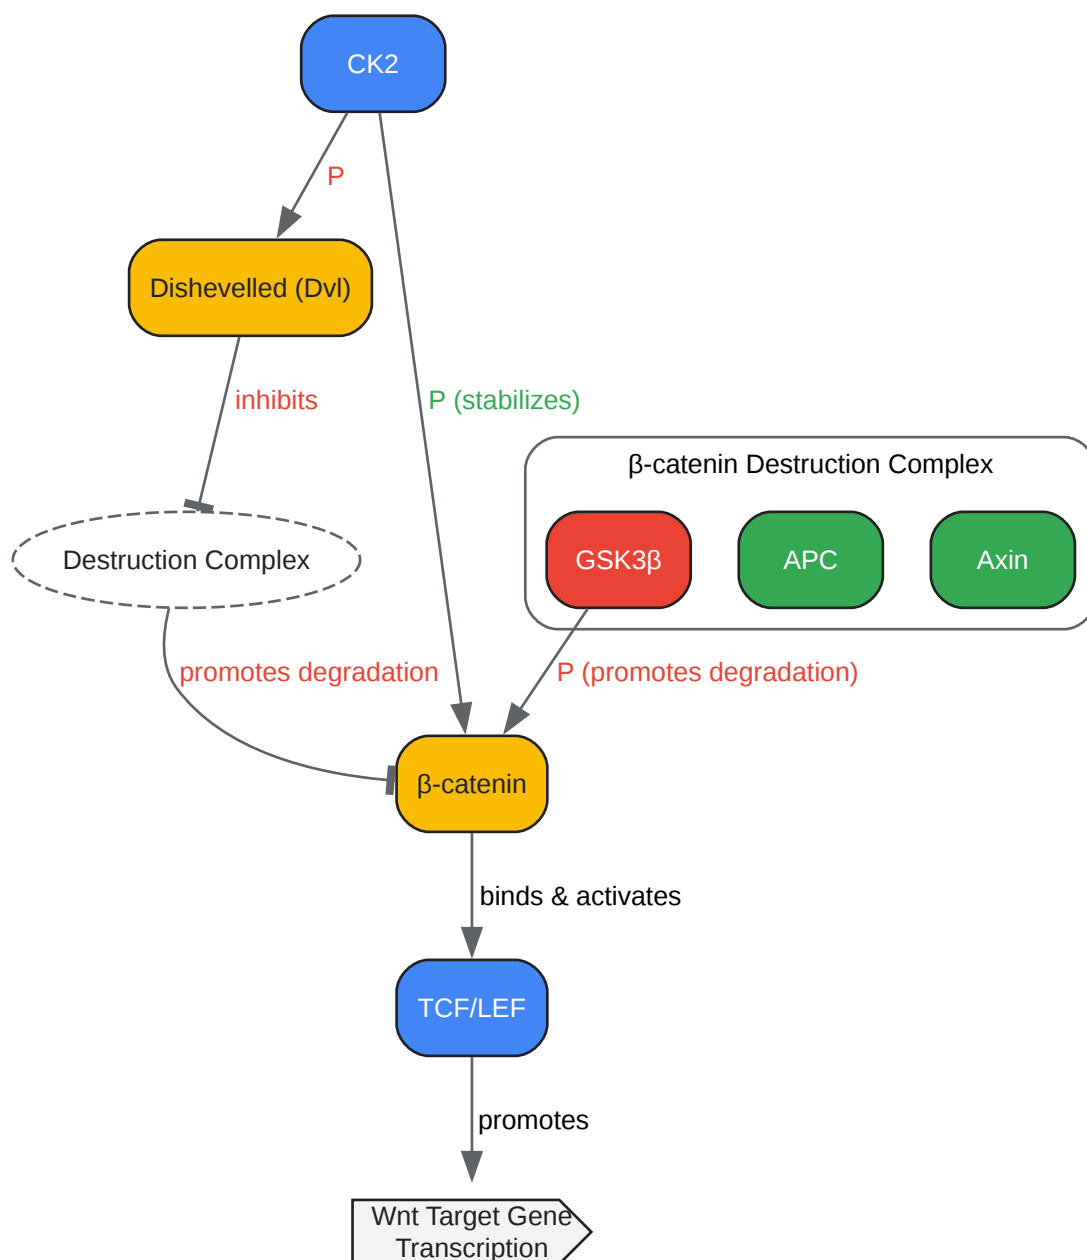 CK2
P
Dishevelled (Dvl)
inhibits
P (stabilizes)
β-catenin Destruction Complex
Destruction Complex
GSK3β
APC
Axin
promotes degradation
P (promotes degradation)
β-catenin
binds & activates
TCF/LEF
promotes
Wnt Target Gene
Transcription